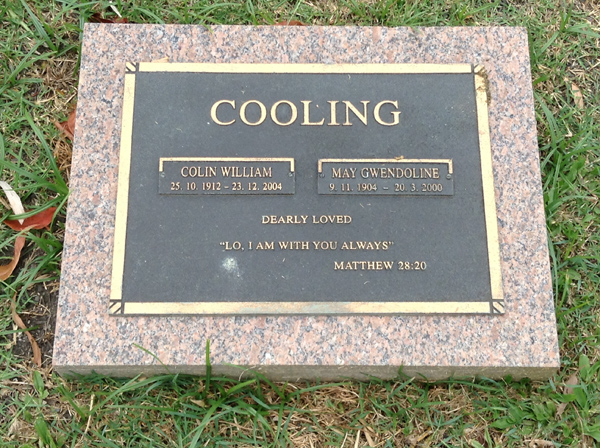 COOLING
COLIN WILLIAM
25. 10. 1912 – 23. 12. 2004
MAY GWENDOLINE
9. 11. 1904 – 20. 3. 2000
DEARLY LOVED
“LO, I AM WITH YOU ALWAYS”
MATTHEW 28:20